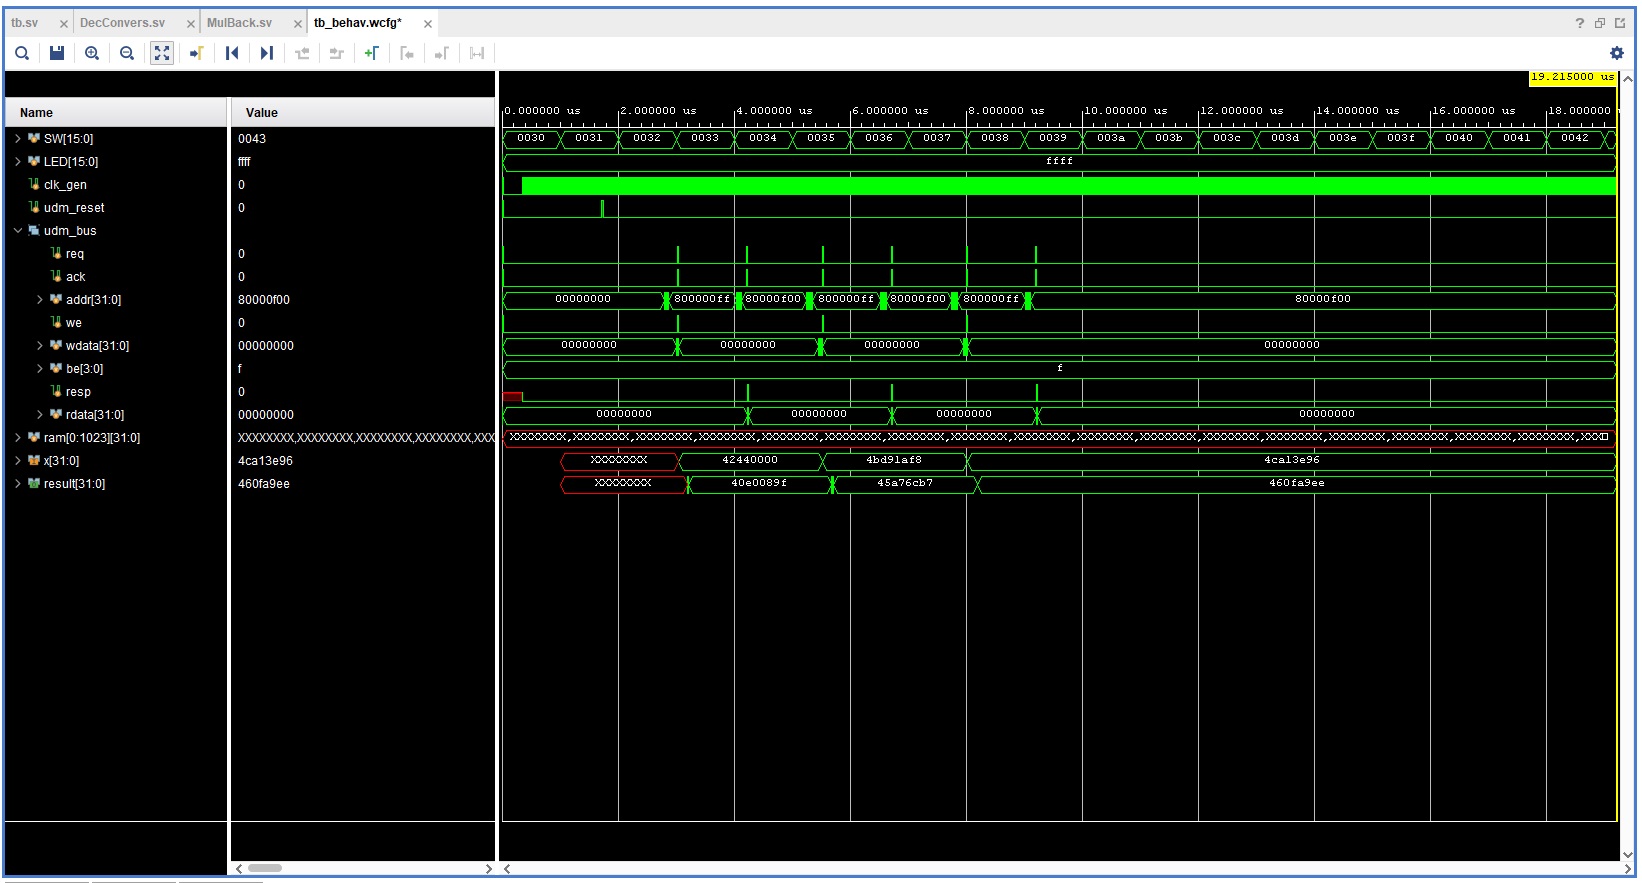 tb.sv × DecConvers.sv × MulBack.sv × tb_behav.wcfg* × ?
19.215000 us
Name Value 0.000000 us 2.000000 us 4.000000 us 6.000000 us 8.000000 us 10.000000 us 12.000000 us 14.000000 us 16.000000 us 18.000000
SW[15:0] 0043 0030 0031 0032 0033 0034 0035 0036 0037 0038 0039 003a 003b 003c 003d 003e 003f 0040 0041 0042
LED[15:0] ffff ffff
clk_gen 0
udm_reset 0
udm_bus
req 0
ack 0
addr[31:0] 80000f00 00000000 800000ff 80000f00 800000ff 80000f00 800000ff 80000f00
we 0
wdata[31:0] 00000000 00000000 00000000 00000000 00000000
be[3:0] f f
resp 0
rdata[31:0] 00000000 00000000 00000000 00000000 00000000
ram[0:1023][31:0] XXXXXXXX,XXXXXXXX,XXXXXXXX,XXXXXXXX,XXX XXXXXXXX,XXXXXXXX,XXXXXXXX,XXXXXXXX,XXXXXXXX,XXXXXXXX,XXXXXXXX,XXXXXXXX,XXXXXXXX,XXXXXXXX,XXXXXXXX,XXXXXXXX,XXXXXXXX,XXXXXXXX,XXXXXXXX,XXXXXXXX,XXXXXXXX,XXXXXXXX,XXX
x[31:0] 4ca13e96 XXXXXXXX 42440000 4bd91af8 4ca13e96
result[31:0] 460fa9ee XXXXXXXX 40e0089f 45a76cb7 460fa9ee